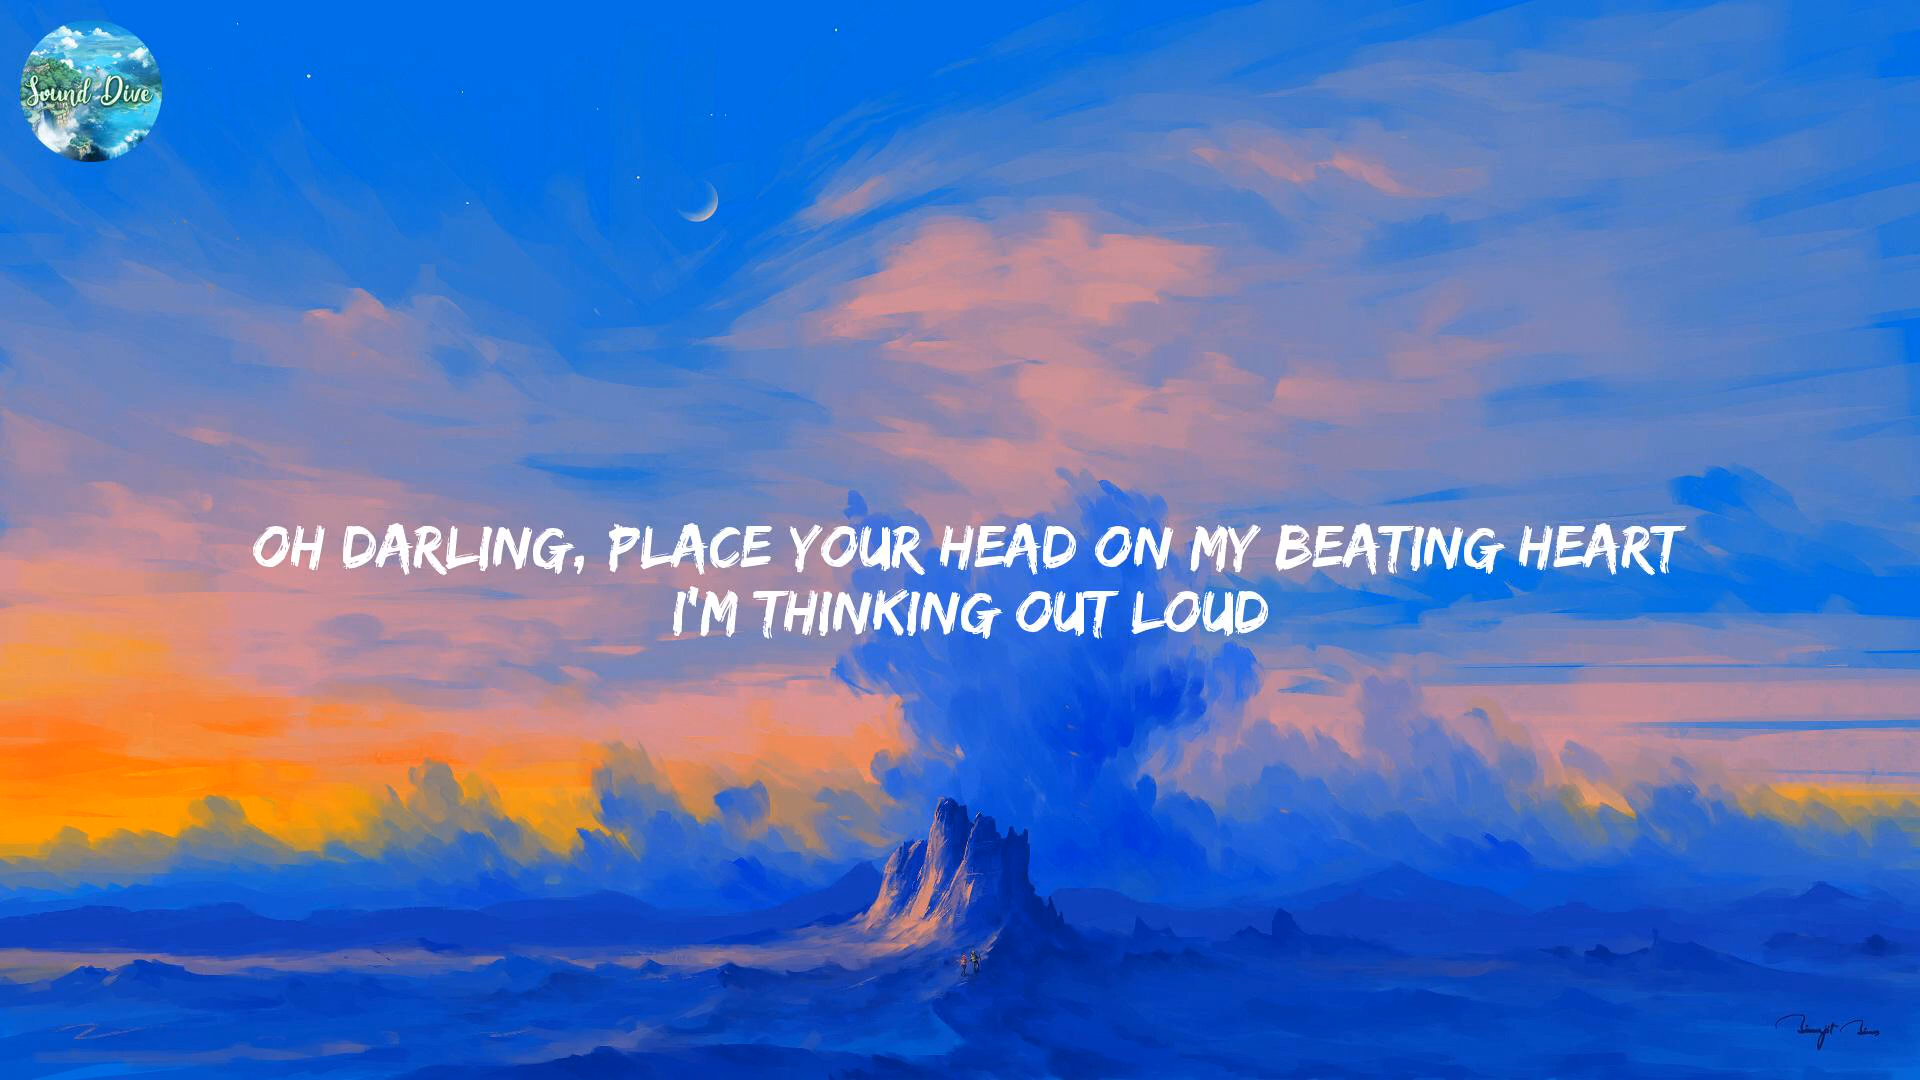 Sound Dive
OH DARLING, PLACE YOUR HEAD ON MY BEATING HEART
I'M THINKING OUT LOUD